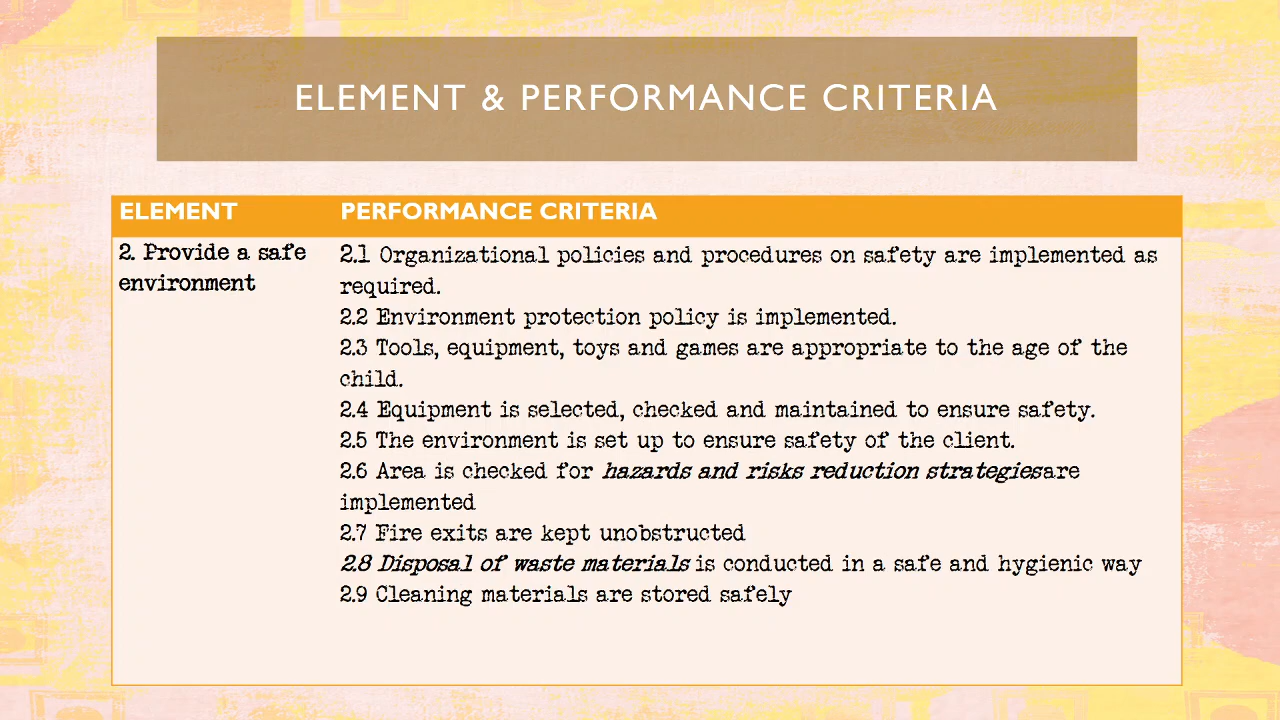 ELEMENT & PERFORMANCE CRITERIA
ELEMENT
PERFORMANCE CRITERIA
2. Provide a safe
environment
2.1 Organizational policies and procedures on safety are implemented as
required.
2.2 Environment protection policy is implemented.
2.3 Tools, equipment, toys and games are appropriate to the age of the
child.
2.4 Equipment is selected, checked and maintained to ensure safety.
2.5 The environment is set up to ensure safety of the client.
2.6 Area is checked for hazards and risks reduction strategiesare
implemented
2.7 Fire exits are kept unobstructed
2.8 Disposal of waste materials is conducted in a safe and hygienic way
2.9 Cleaning materials are stored safely